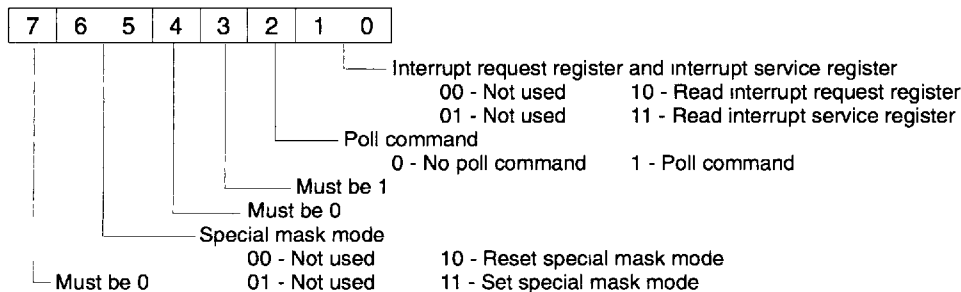 7 6 5 4 3 2 1 0
Interrupt request register and interrupt service register
00 - Not used 10 - Read interrupt request register
01 - Not used 11 - Read interrupt service register
Poll command
0 - No poll command 1 - Poll command
Must be 1
Must be 0
Special mask mode
00 - Not used 10 - Reset special mask mode
Must be 0 01 - Not used 11 - Set special mask mode